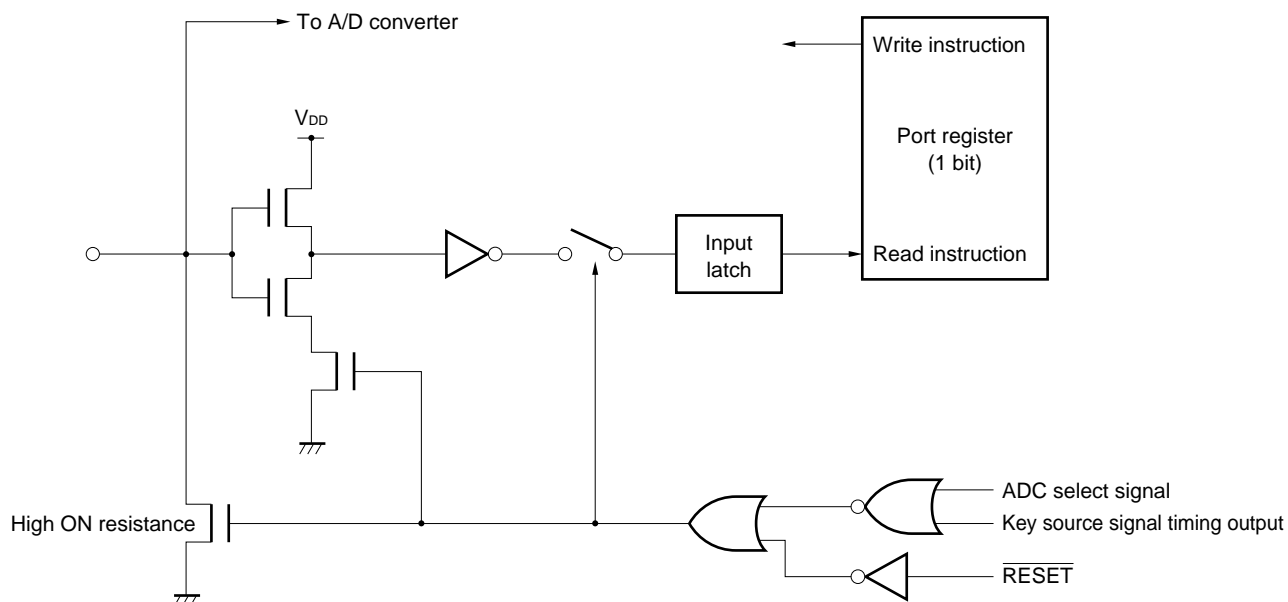 To A/D converter
Write instruction
VDD
Port register
(1 bit)
Input
latch
Read instruction
ADC select signal
High ON resistance
Key source signal timing output
RESET